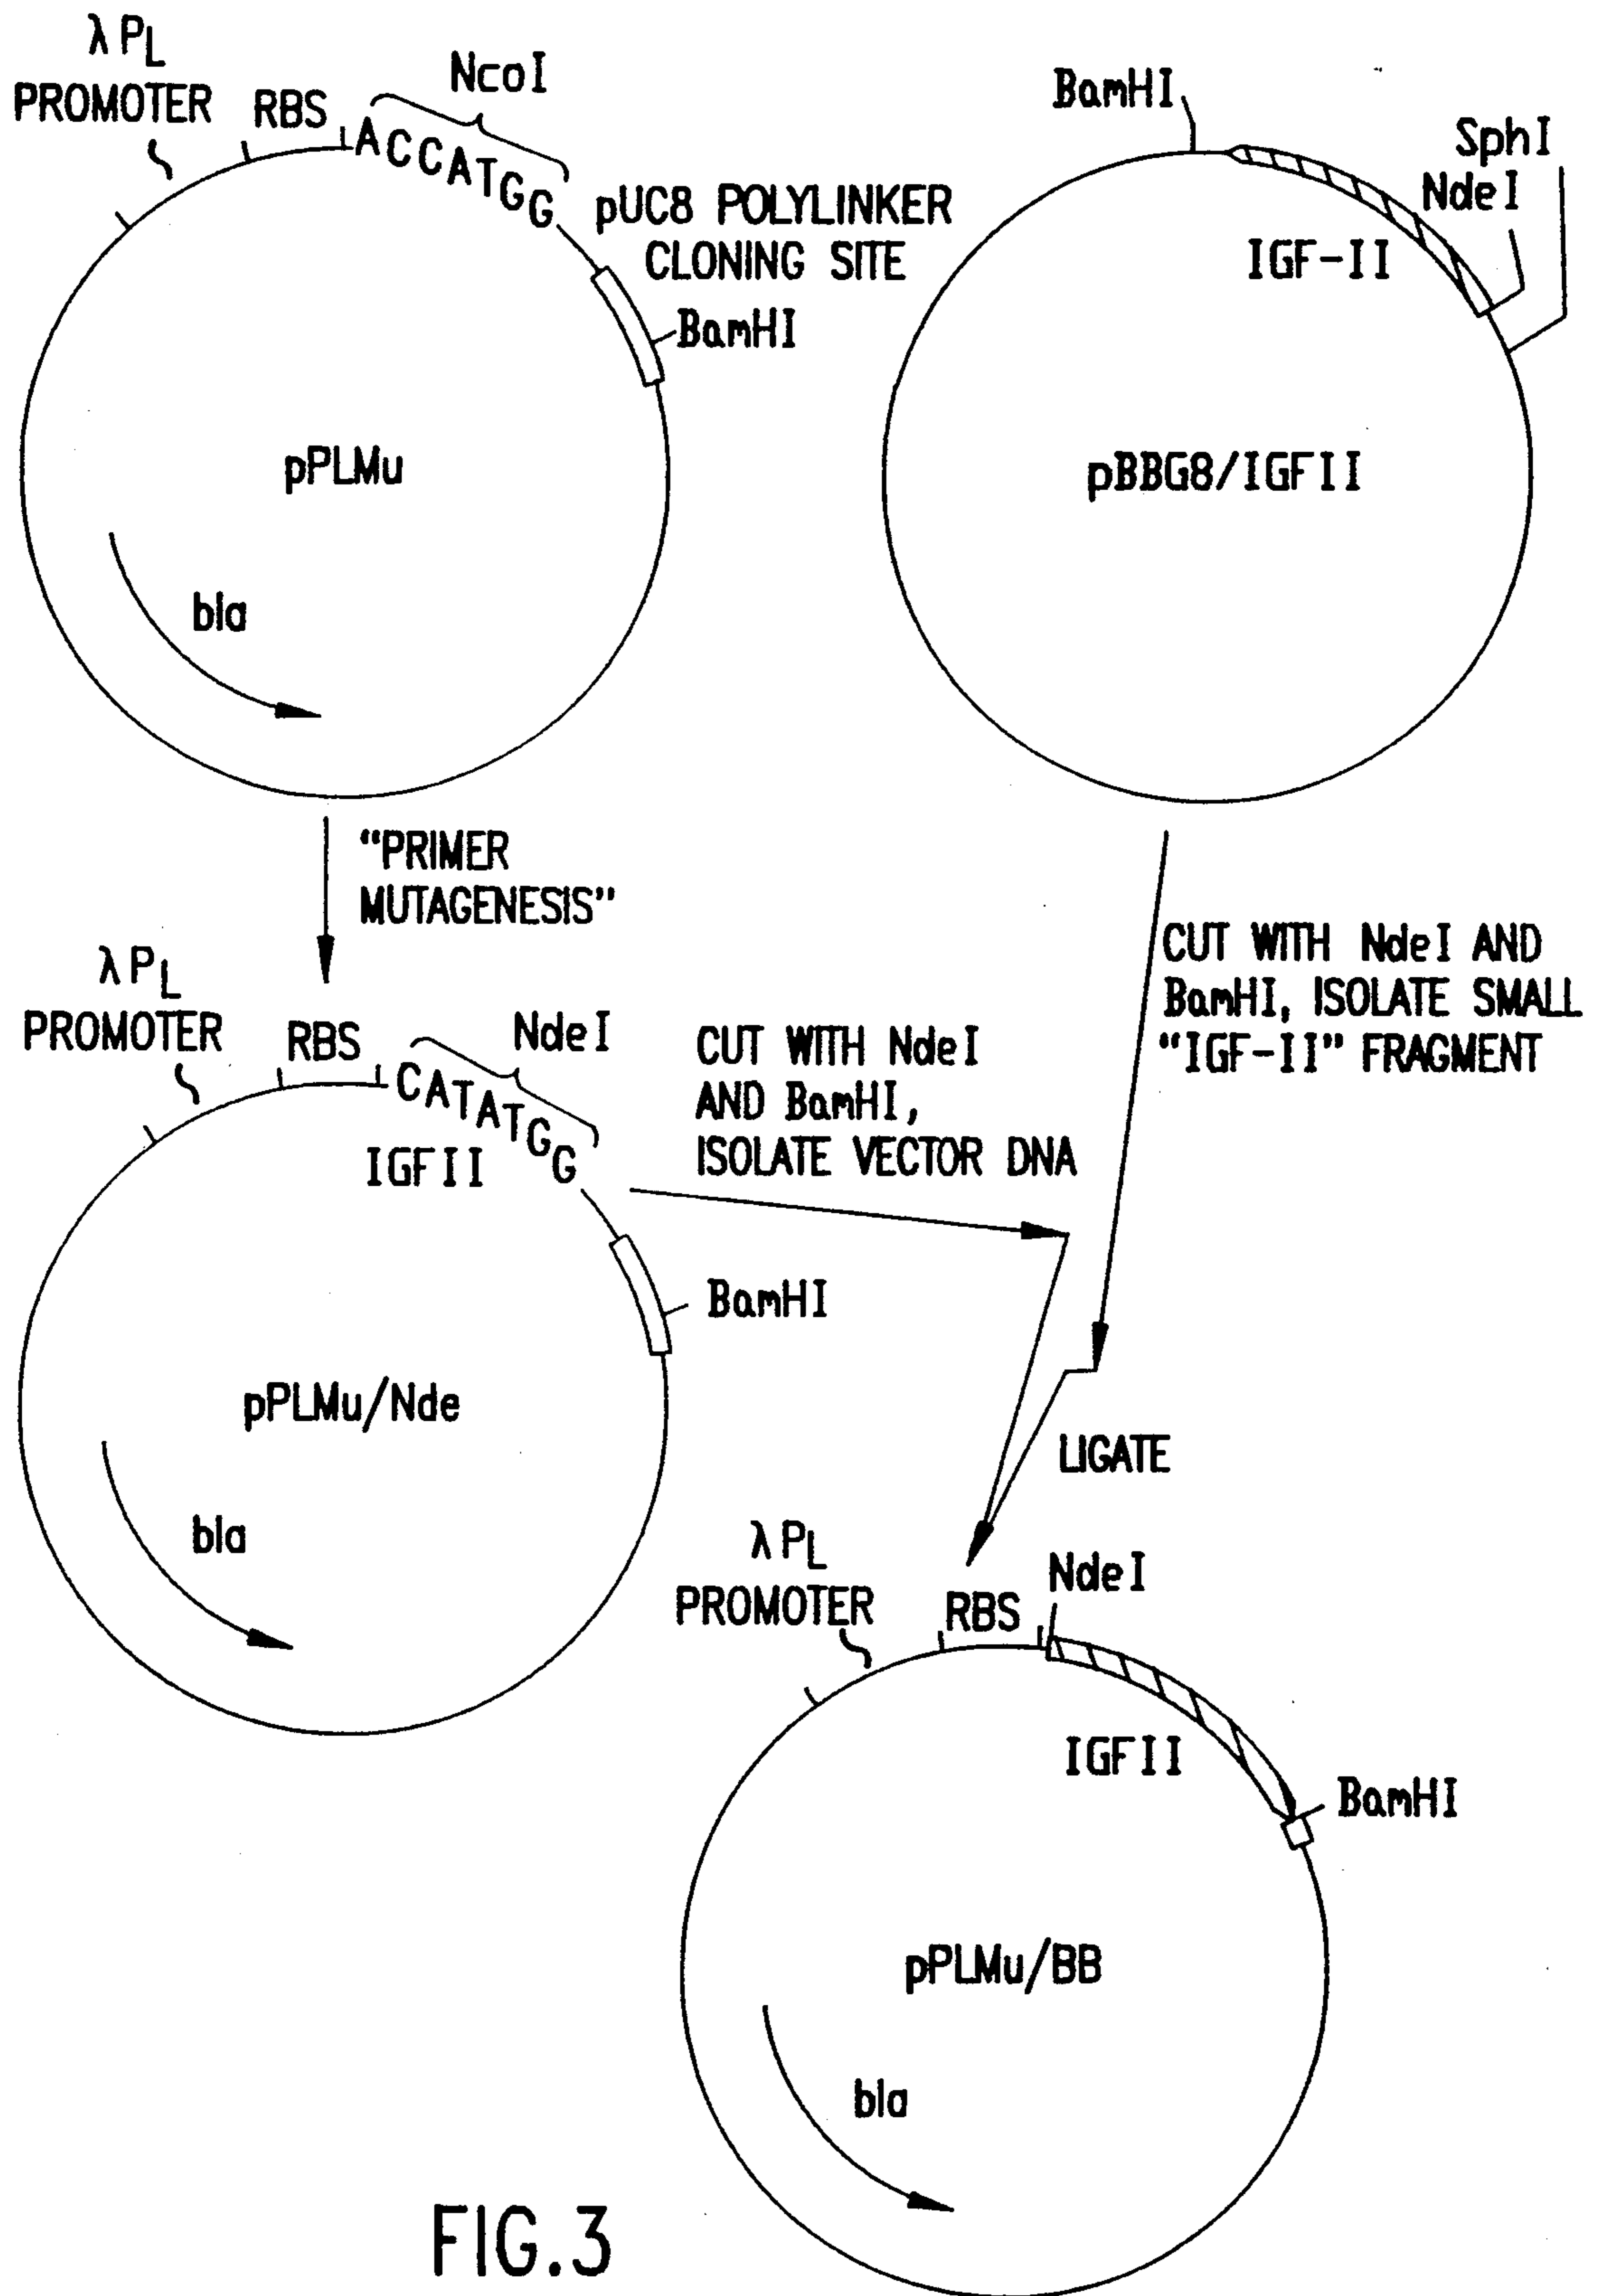 λ PL
PROMOTER
RBS
NcoI
ACCATGG
pUC8 POLYLINKER
CLONING SITE
BamHI
pPLMu
bla
BamHI
SphI
NdeI
IGF-II
pBBG8/IGFII
"PRIMER
MUTAGENESIS"
CUT WITH NdeI AND
BamHI, ISOLATE SMALL
"IGF-II" FRAGMENT
λ PL
PROMOTER
RBS
NdeI
CATATGG
IGFII
CUT WITH NdeI
AND BamHI,
ISOLATE VECTOR DNA
BamHI
pPLMu/Nde
bla
LIGATE
λ PL
PROMOTER
RBS
NdeI
IGFII
BamHI
pPLMu/BB
bla
FIG.3